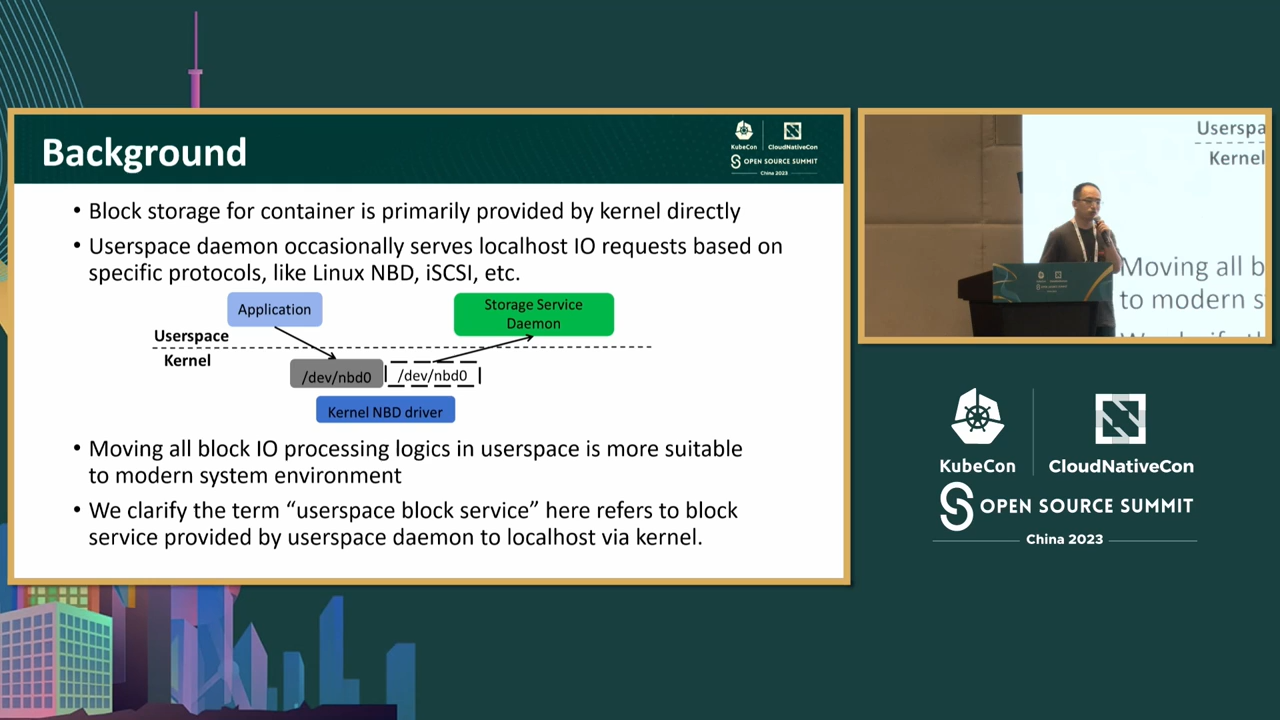 Background
KubeCon
CloudNativeCon
OPEN SOURCE SUMMIT
China 2023
• Block storage for container is primarily provided by kernel directly
• Userspace daemon occasionally serves localhost IO requests based on
specific protocols, like Linux NBD, iSCSI, etc.
Application
Storage Service
Daemon
Userspace
Kernel
/dev/nbd0
/dev/nbd0
Kernel NBD driver
• Moving all block IO processing logics in userspace is more suitable
to modern system environment
• We clarify the term “userspace block service” here refers to block
service provided by userspace daemon to localhost via kernel.
Userspa
Kernel
Moving all b
to modern s
KubeCon
CloudNativeCon
OPEN SOURCE SUMMIT
China 2023